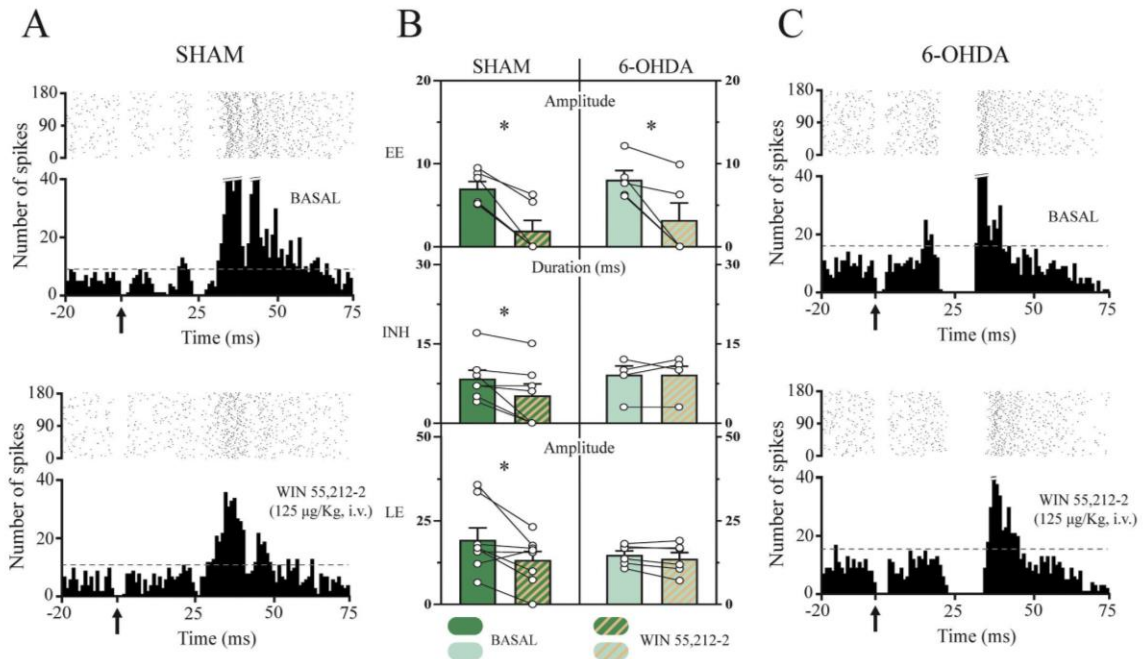 A
SHAM
180
90
0
Number of spikes
40
20
0
BASAL
-20
25
50
75
Time (ms)
180
90
0
Number of spikes
40
20
0
WIN 55,212-2
(125 µg/Kg, i.v.)
-20
25
50
75
Time (ms)
B
SHAM 6-OHDA
20 20
Amplitude
* *
EE
10 10
0 0
30 30
Duration (ms)
*
INH
15 15
0 0
50 50
Amplitude
*
LE
25 25
0 0
BASAL WIN 55,212-2
C
6-OHDA
180
90
0
Number of spikes
40
20
0
BASAL
-20
25
50
75
Time (ms)
180
90
0
Number of spikes
40
20
0
WIN 55,212-2
(125 µg/Kg, i.v.)
-20
25
50
75
Time (ms)